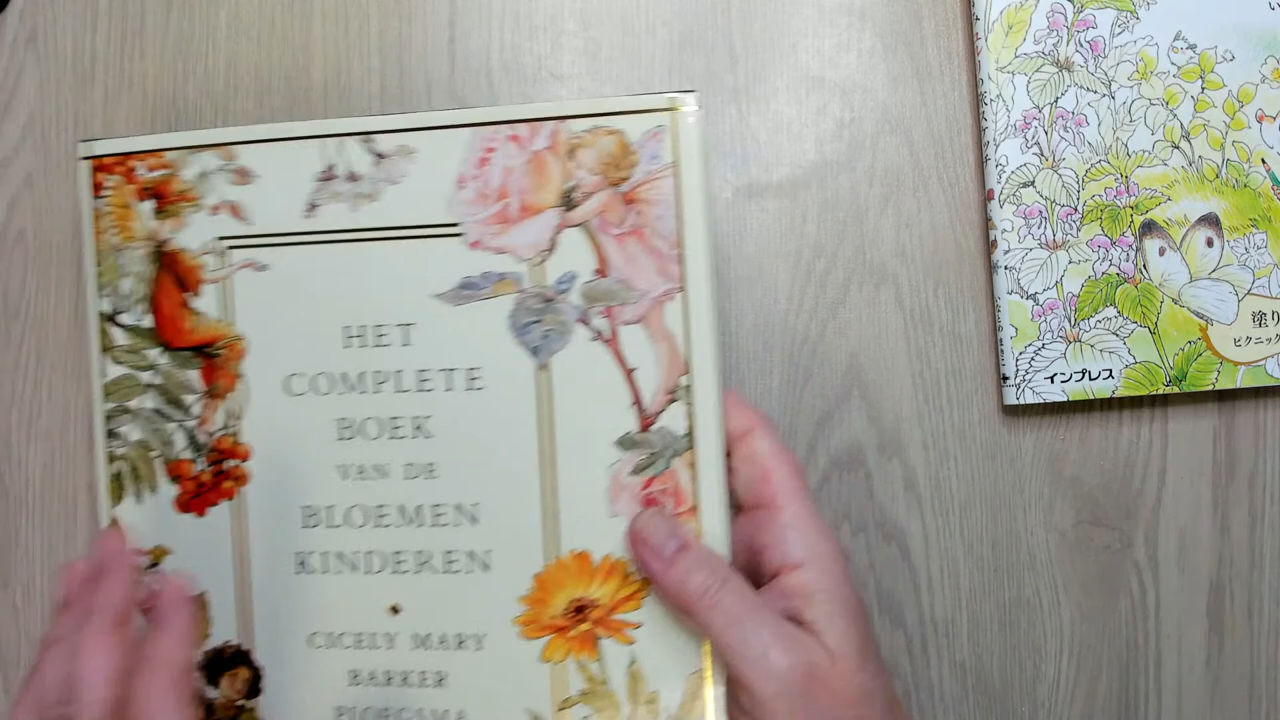 HET
COMPLETE
BOEK
VAN DE
BLOEMEN
KINDEREN
CICELY MARY
BARKER
PLOEGSMA
塗り
ピクニック
インプレス